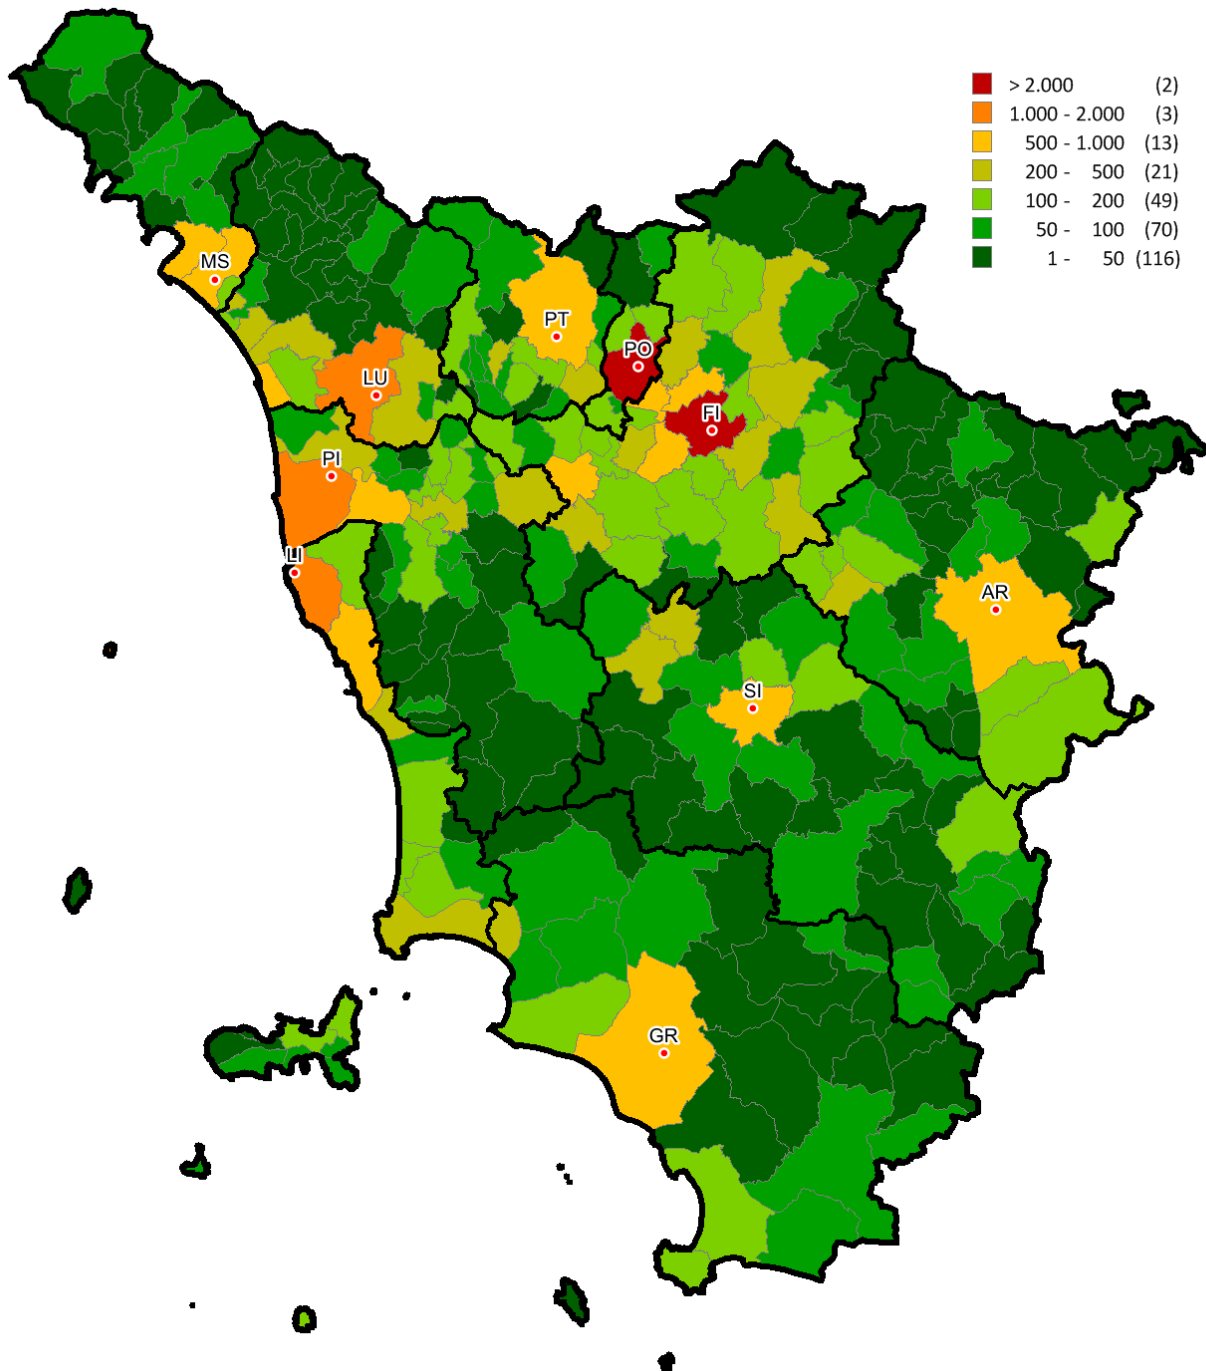 > 2.000 (2)
1.000 - 2.000 (3)
500 - 1.000 (13)
200 - 500 (21)
100 - 200 (49)
50 - 100 (70)
1 - 50 (116)
MS
PT
PO
LU
FI
PI
LI
AR
SI
GR